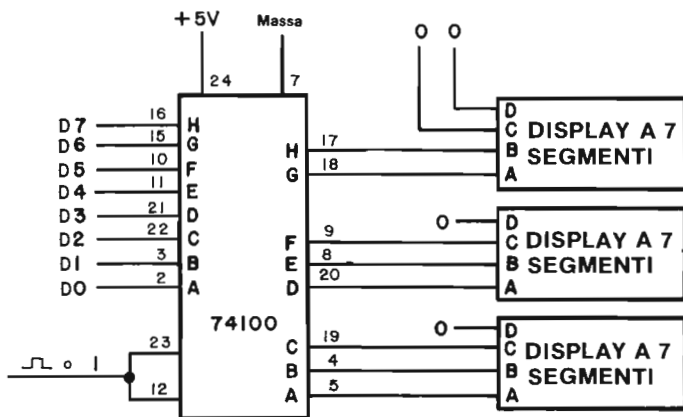 +5V Massa
24 7
O O
D7 16 H
D6 15 G
D5 10 F
D4 11 E
D3 21 D
D2 22 C
D1 3 B
D0 2 A
H 17
G 18
F 9
E 8
D 20
C 19
B 4
A 5
74100
23
o 1
12
D
C
B
A
DISPLAY A 7
SEGMENTI
O
D
C
B
A
DISPLAY A 7
SEGMENTI
O
D
C
B
A
DISPLAY A 7
SEGMENTI